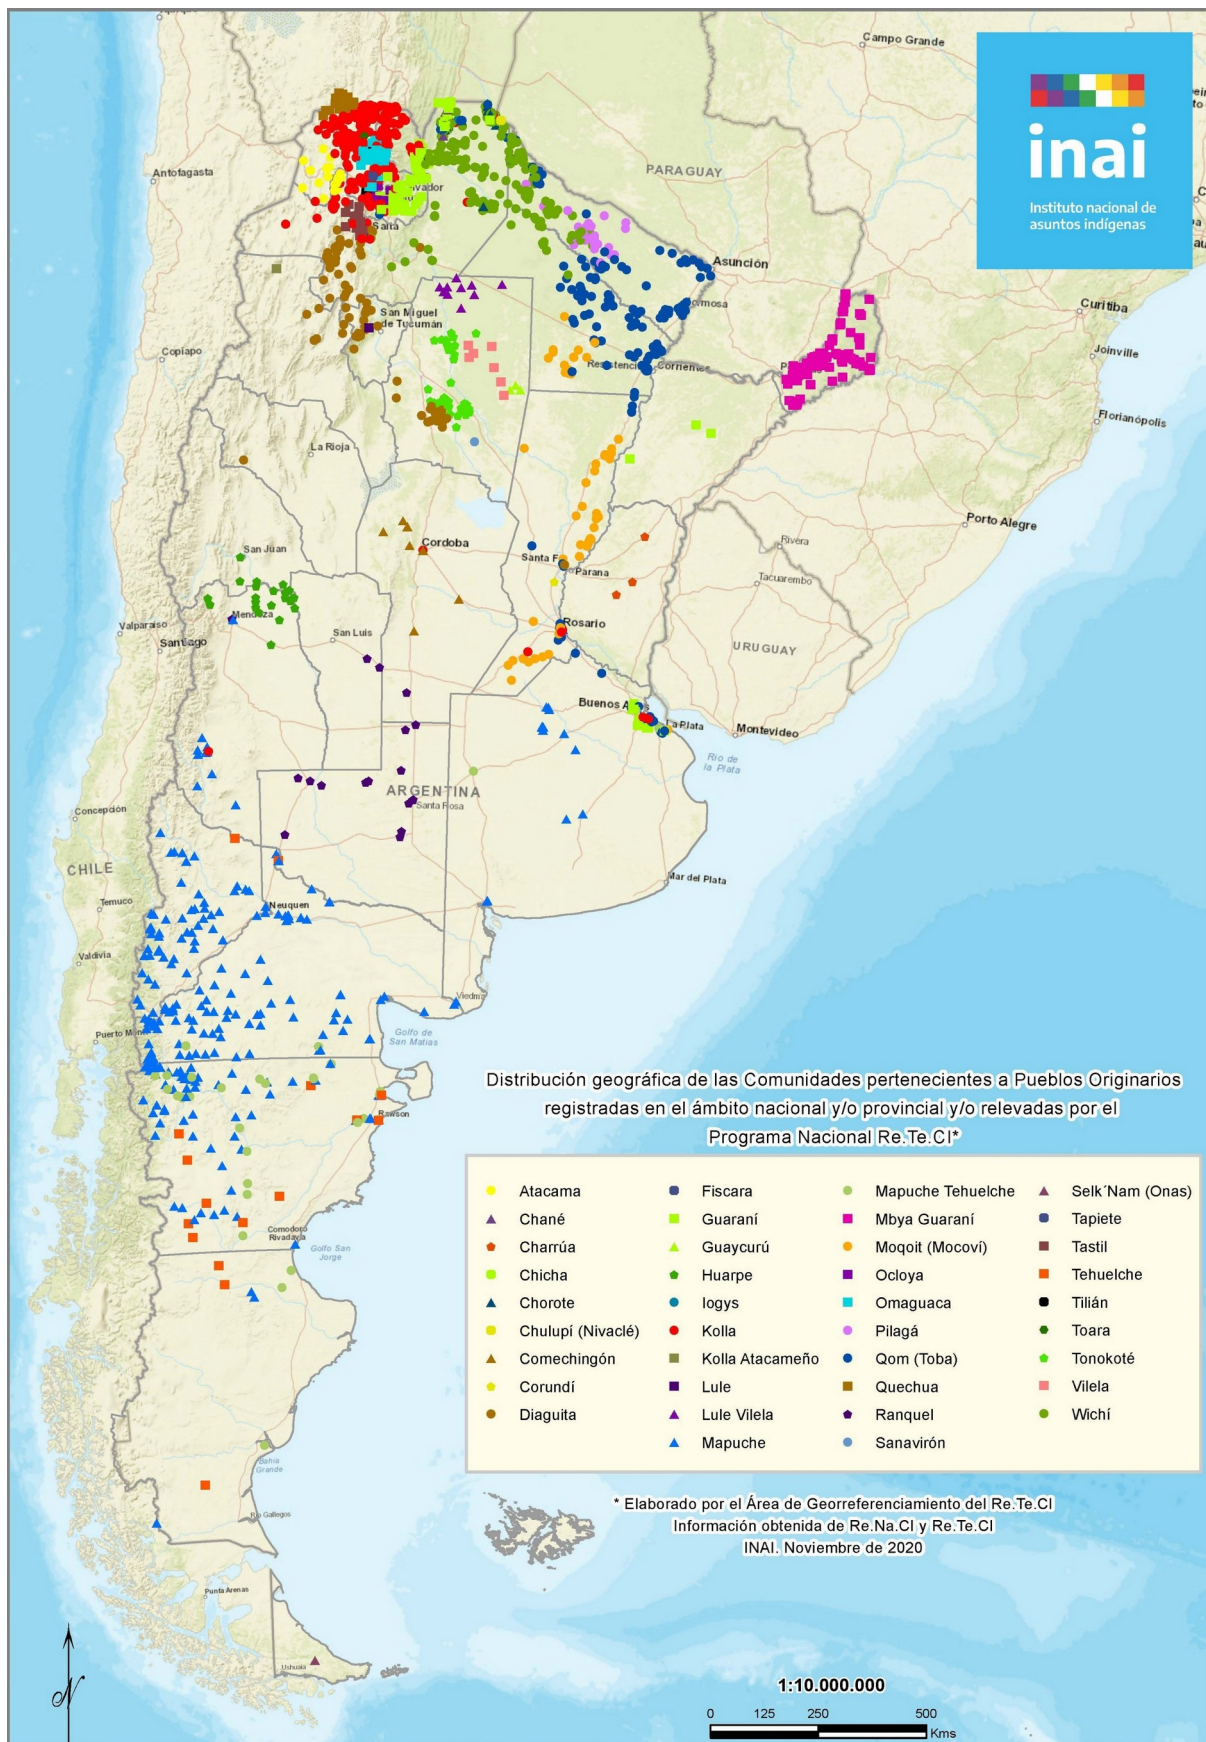 Campo Grande
inai
Instituto nacional de
asuntos indígenas
PARAGUAY
Antofagasta
Salta
Asunción
Curitiba
San Miguel
de Tucumán
Copiapo
Joinville
Corrientes
Florianópolis
La Rioja
Porto Alegre
Cordoba
San Juan
Rivera
Santa F
Parana
Tacuarembo
Mendoza
Valparaiso
Rosario
San Luis
Santiago
URUGUAY
Buenos A
La Plata
Montevideo
Rio de
la Plata
ARGENTINA
Santa Rosa
Concepción
CHILE
Mar del Plata
Temuco
Neuquen
Valdivia
Viedma
Puerto Mon
Golfo de
San Matias
Rawson
Distribución geográfica de las Comunidades pertenecientes a Pueblos Originarios
registradas en el ámbito nacional y/o provincial y/o relevadas por el
Programa Nacional Re.Te.CI*
Comodoro
Rivadavia
Golfo San
Jorge
Atacama
Chané
Charrúa
Chicha
Chorote
Chulupí (Nivaclé)
Comechingón
Corundí
Diaguita
Fiscara
Guaraní
Guaycurú
Huarpe
Iogys
Kolla
Kolla Atacameño
Lule
Lule Vilela
Mapuche
Mapuche Tehuelche
Mbya Guaraní
Moqoit (Mocoví)
Ocloya
Omaguaca
Pilagá
Qom (Toba)
Quechua
Ranquel
Sanavirón
Selk´Nam (Onas)
Tapiete
Tastil
Tehuelche
Tilián
Toara
Tonokoté
Vilela
Wichí
Bahia
Grande
Rio Gallegos
* Elaborado por el Área de Georreferenciamiento del Re.Te.CI
Información obtenida de Re.Na.CI y Re.Te.CI
INAI. Noviembre de 2020
Punta Arenas
Ushuaia
N
1:10.000.000
0 125 250 500
Kms